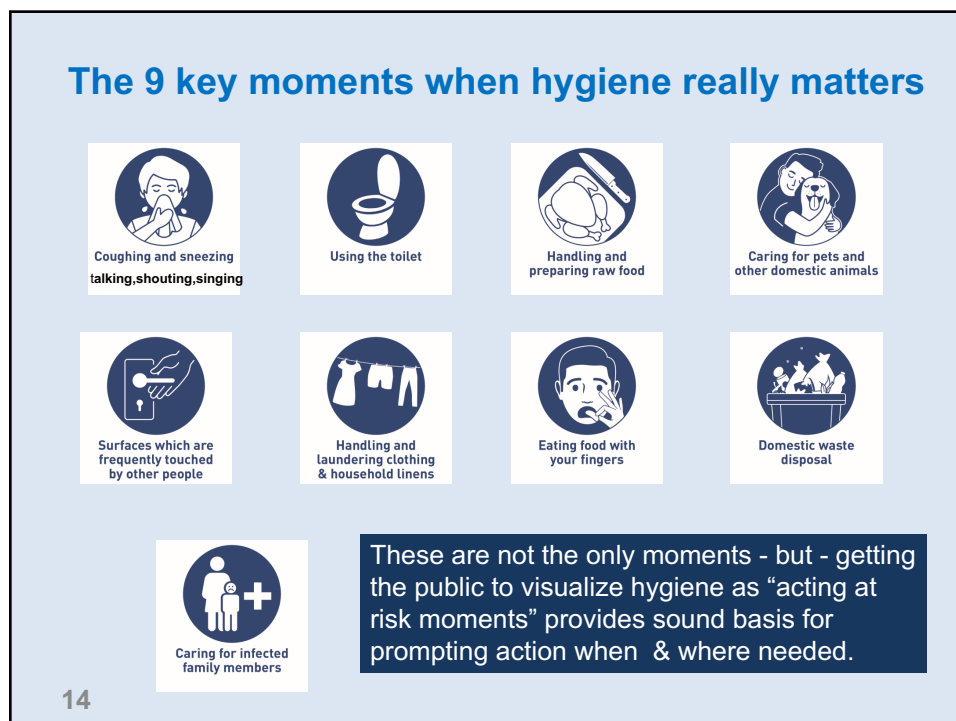 The 9 key moments when hygiene really matters
Coughing and sneezing
talking,shouting,singing
Using the toilet
Handling and
preparing raw food
Caring for pets and
other domestic animals
Surfaces which are
frequently touched
by other people
Handling and
laundering clothing
& household linens
Eating food with
your fingers
Domestic waste
disposal
Caring for infected
family members
These are not the only moments - but - getting
the public to visualize hygiene as “acting at
risk moments” provides sound basis for
prompting action when & where needed.
14